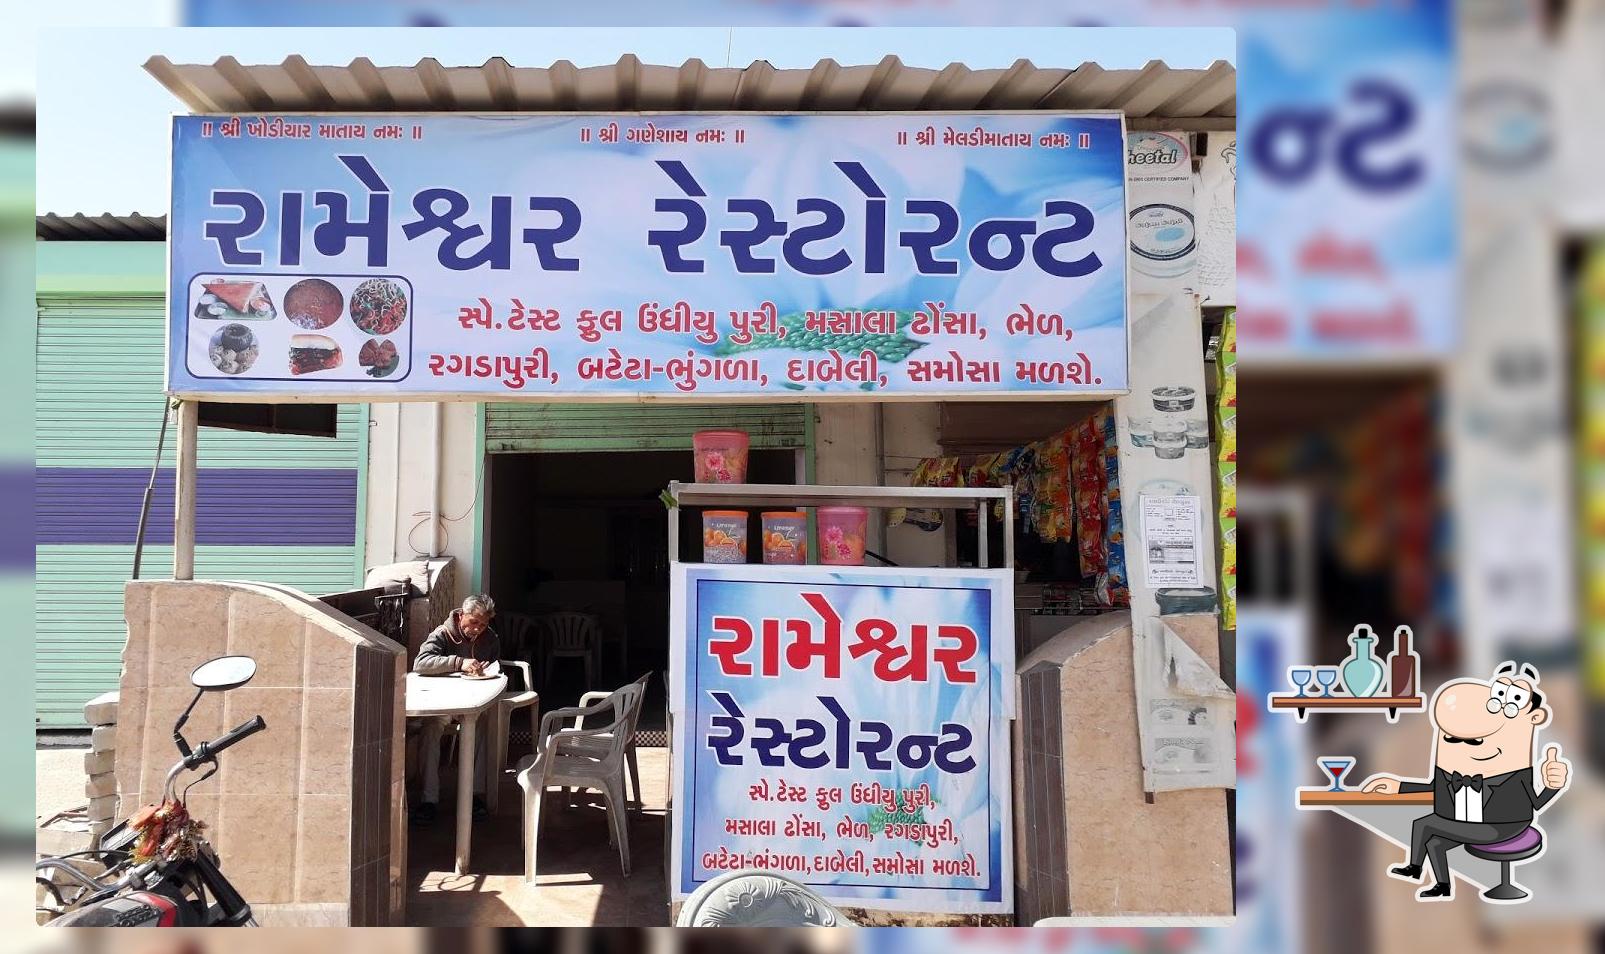 ॥ શ્રી ખોડીયાર માતાય નમઃ ॥ ॥ શ્રી ગણેશાય નમઃ ॥ ॥ શ્રી મેલડીમાતાય નમઃ ॥
રામેશ્વર રેસ્ટોરન્ટ
સ્પે.ટેસ્ટ ફુલ ઉંધીયુ પુરી, મસાલા ઢોંસા, ભેળ,
રગડાપુરી, બટેટા-ભુંગળા, દાબેલી, સમોસા મળશે.
heetal
રામેશ્વર
રેસ્ટોરન્ટ
સ્પે.ટેસ્ટ ફુલ ઉંધીયુ પુરી,
મસાલા ઢોંસા, ભેળ, રગડાપુરી,
બટેટા-ભંગળા,દાબેલી,સમોસા મળશે.